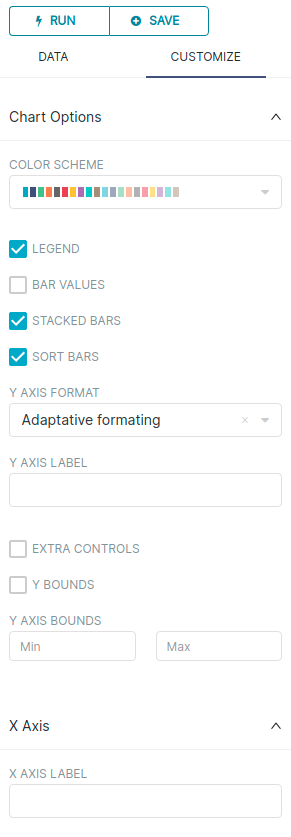 RUN
SAVE
DATA
CUSTOMIZE
Chart Options
COLOR SCHEME
LEGEND
BAR VALUES
STACKED BARS
SORT BARS
Y AXIS FORMAT
Adaptative formating
Y AXIS LABEL
EXTRA CONTROLS
Y BOUNDS
Y AXIS BOUNDS
Min
Max
X Axis
X AXIS LABEL